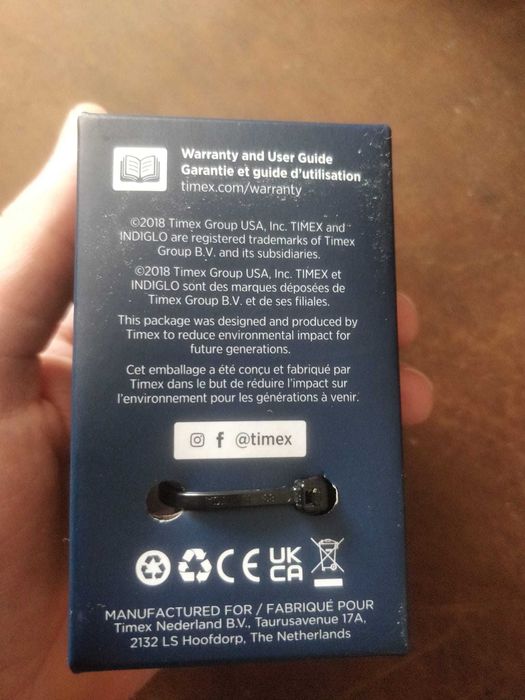 Warranty and User Guide
Garantie et guide d'utilisation
timex.com/warranty
©2018 Timex Group USA, Inc. TIMEX and
INDIGLO are registered trademarks of Timex
Group B.V. and its subsidiaries.
©2018 Timex Group USA, Inc. TIMEX et
INDIGLO sont des marques déposées de
Timex Group B.V. et de ses filiales.
This package was designed and produced by
Timex to reduce environmental impact for
future generations.
Cet emballage a été conçu et fabriqué par
Timex dans le but de réduire l'impact sur
l'environnement pour les générations à venir.
f @timex
CE UK
CA
MANUFACTURED FOR / FABRIQUÉ POUR
Timex Nederland B.V., Taurusavenue 17A,
2132 LS Hoofdorp, The Netherlands